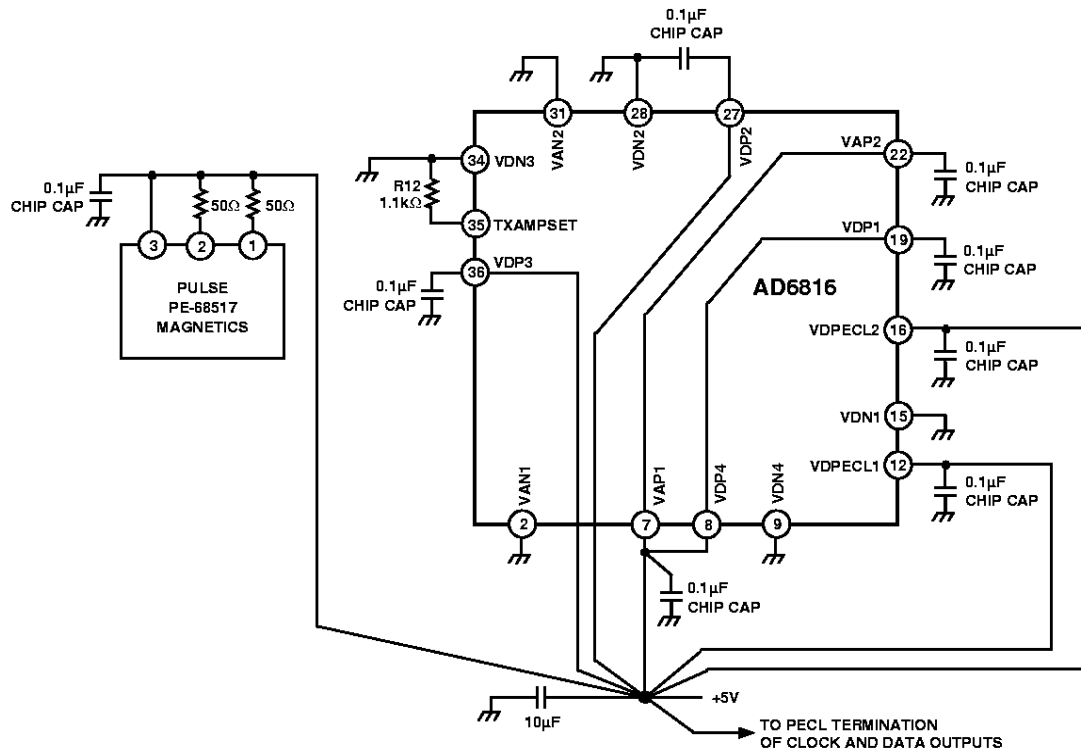 0.1µF
CHIP CAP
31
28
27
VAN2
VDN2
VDP2
VAP2
22
0.1µF
CHIP CAP
34
VDN3
R12
1.1kΩ
35
TXAMPSET
36
VDP3
0.1µF
CHIP CAP
0.1µF
CHIP CAP
50Ω
50Ω
3
2
1
PULSE
PE-68517
MAGNETICS
VDP1
19
0.1µF
CHIP CAP
AD6816
VDPECL2
16
0.1µF
CHIP CAP
VDN1
15
VDPECL1
12
0.1µF
CHIP CAP
VAN1
VAP1
VDP4
VDN4
2
7
8
9
0.1µF
CHIP CAP
10µF
+5V
TO PECL TERMINATION
OF CLOCK AND DATA OUTPUTS